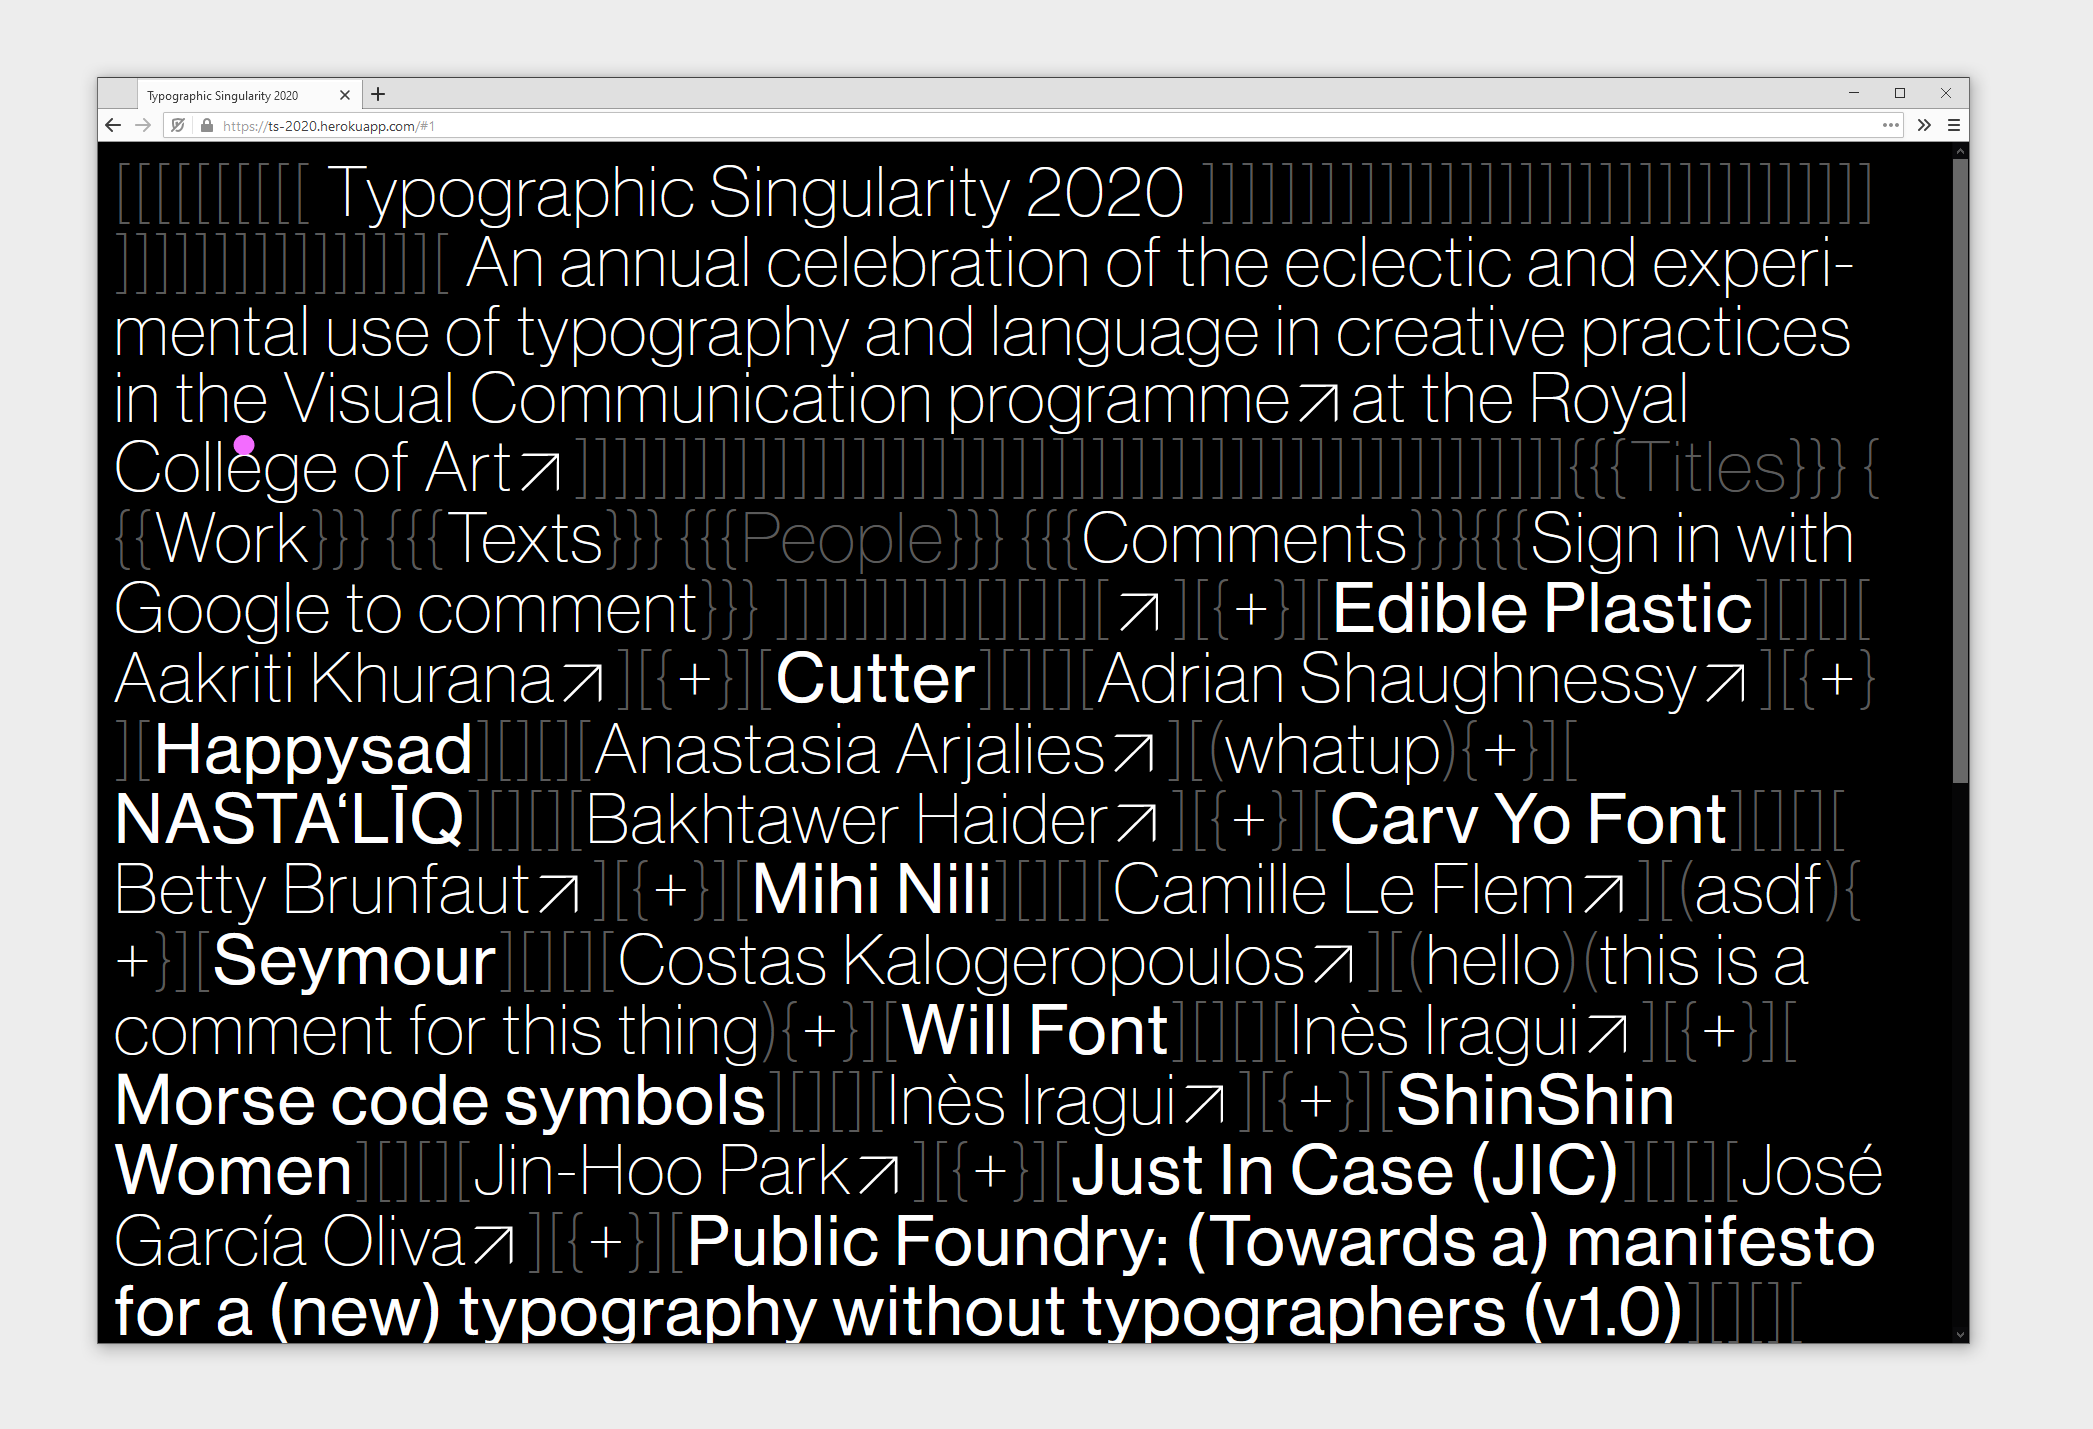 Typographic Singularity 2020
https://ts-2020.herokuapp.com/#1
[[[[[[[[[[ Typographic Singularity 2020 ]]]]]]]]]]]]]]]]]]]]]]]]]]]]]]]]]]
]]]]]]]]]]]]]]]][ An annual celebration of the eclectic and experi-
mental use of typography and language in creative practices
in the Visual Communication programme↗at the Royal
College of Art↗]]]]]]]]]]]]]]]]]]]]]]]]]]]]]]]]]]]]]]]]]] ]]]]]]]{{{Titles}}} {
{{Work}}} {{{Texts}}} {{{People}}} {{{Comments}}}{{{Sign in with
Google to comment}}} ]]]]]]]]]][][][][↗][{+}][Edible Plastic][][][
Aakriti Khurana↗][{+}][Cutter][][][Adrian Shaughnessy↗][{+}
][Happysad][][][Anastasia Arjalies↗][(whatup){+}][
NASTA‘LĪQ][][][Bakhtawer Haider↗][{+}][Carv Yo Font][][][
Betty Brunfaut↗][{+}][Mihi Nili][][][Camille Le Flem↗][(asdf){
+}][Seymour][][][Costas Kalogeropoulos↗][(hello)(this is a
comment for this thing){+}][Will Font][][][Inès Iragui↗][{+}][
Morse code symbols][][][Inès Iragui↗][{+}][ShinShin
Women][][][Jin-Hoo Park↗][{+}][Just In Case (JIC)][][][José
García Oliva↗][{+}][Public Foundry: (Towards a) manifesto
for a (new) typography without typographers (v1.0)][][][